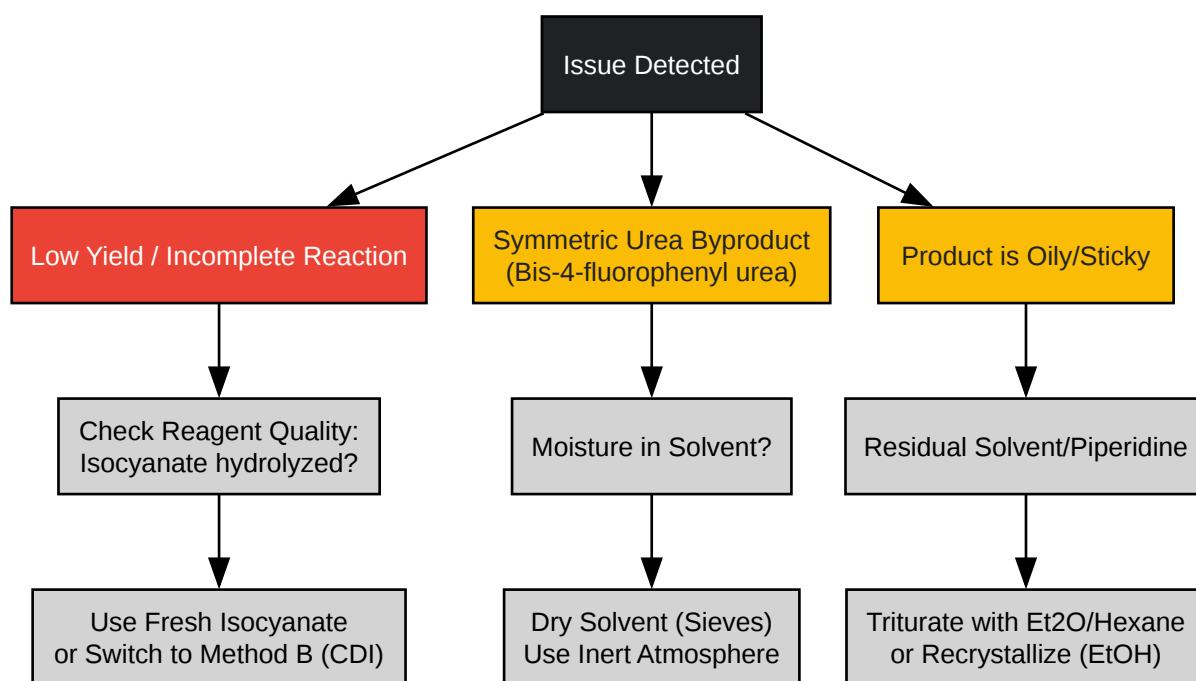 Issue Detected
Low Yield / Incomplete Reaction
Symmetric Urea Byproduct
(Bis-4-fluorophenyl urea)
Product is Oily/Sticky
Check Reagent Quality:
Isocyanate hydrolyzed?
Moisture in Solvent?
Residual Solvent/Piperidine
Use Fresh Isocyanate
or Switch to Method B (CDI)
Dry Solvent (Sieves)
Use Inert Atmosphere
Triturate with Et2O/Hexane
or Recrystallize (EtOH)